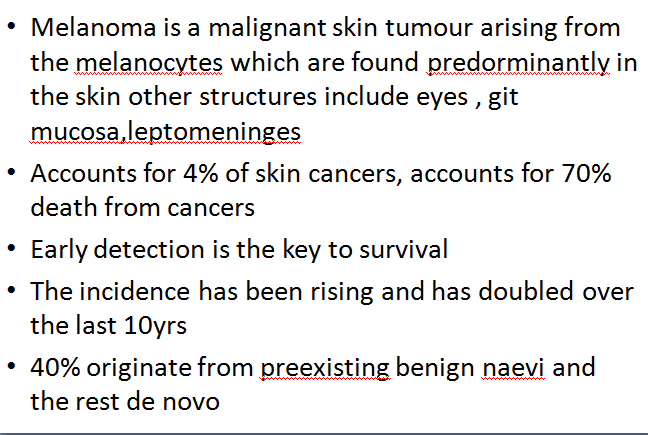 • Melanoma is a malignant skin tumour arising from
the melanocytes which are found predorminantly in
the skin other structures include eyes , git
mucosa,leptomeninges
• Accounts for 4% of skin cancers, accounts for 70%
death from cancers
• Early detection is the key to survival
• The incidence has been rising and has doubled over
the last 10yrs
• 40% originate from preexisting benign naevi and
the rest de novo